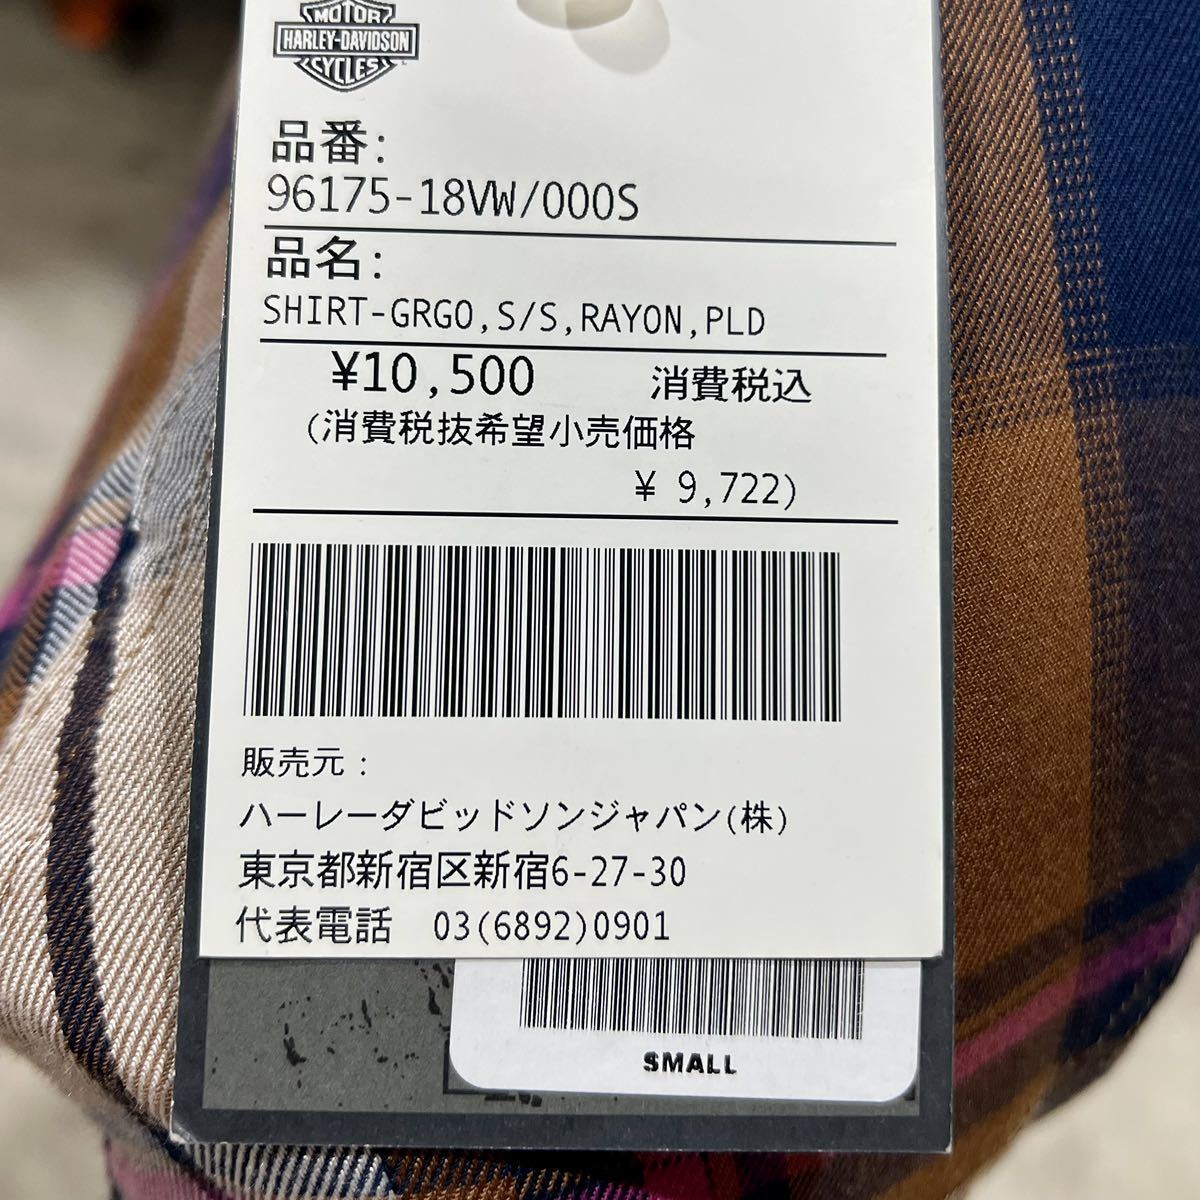 MOTOR
HARLEY-DAVIDSON
CYCLES
品番:
96175-18VW/000S
品名:
SHIRT-GRGO,S/S,RAYON,PLD
¥10,500 消費税込
(消費税抜希望小売価格
¥ 9,722)
販売元:
ハーレーダビッドソンジャパン(株)
東京都新宿区新宿6-27-30
代表電話 03(6892)0901
SMALL